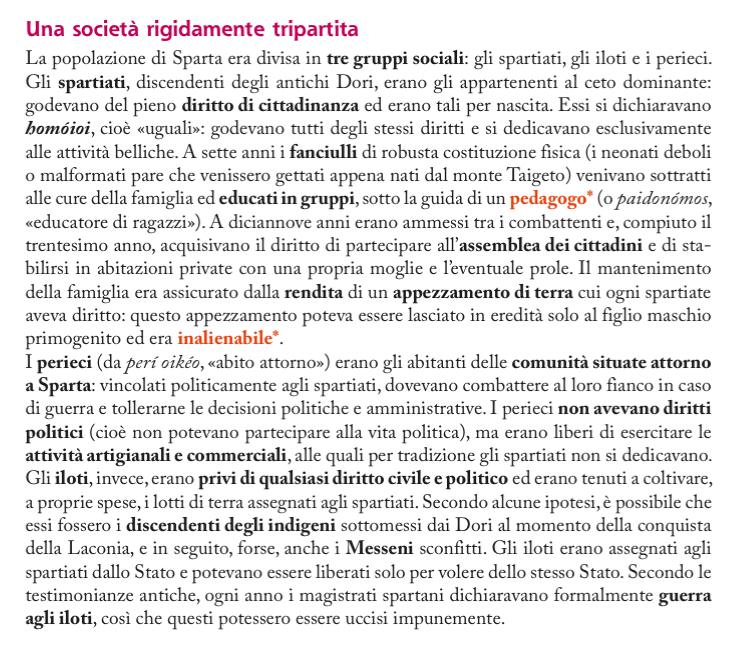 Una società rigidamente tripartita
La popolazione di Sparta era divisa in tre gruppi sociali: gli spartiati, gli iloti e i perieci.
Gli spartiati, discendenti degli antichi Dori, erano gli appartenenti al ceto dominante:
godevano del pieno diritto di cittadinanza ed erano tali per nascita. Essi si dichiaravano
homóioi, cioè «uguali»: godevano tutti degli stessi diritti e si dedicavano esclusivamente
alle attività belliche. A sette anni i fanciulli di robusta costituzione fisica (i neonati deboli
o malformati pare che venissero gettati appena nati dal monte Taigeto) venivano sottratti
alle cure della famiglia ed educati in gruppi, sotto la guida di un pedagogo* (o paidonómos,
«educatore di ragazzi»). A diciannove anni erano ammessi tra i combattenti e, compiuto il
trentesimo anno, acquisivano il diritto di partecipare all'assemblea dei cittadini e di sta-
bilirsi in abitazioni private con una propria moglie e l'eventuale prole. Il mantenimento
della famiglia era assicurato dalla rendita di un appezzamento di terra cui ogni spartiate
aveva diritto: questo appezzamento poteva essere lasciato in eredità solo al figlio maschio
primogenito ed era inalienabile*.
I perieci (da perí oikéo, «abito attorno») erano gli abitanti delle comunità situate attorno
a Sparta: vincolati politicamente agli spartiati, dovevano combattere al loro fianco in caso
di guerra e tollerarne le decisioni politiche e amministrative. I perieci non avevano diritti
politici (cioè non potevano partecipare alla vita politica), ma erano liberi di esercitare le
attività artigianali e commerciali, alle quali per tradizione gli spartiati non si dedicavano.
Gli iloti, invece, erano privi di qualsiasi diritto civile e politico ed erano tenuti a coltivare,
a proprie spese, i lotti di terra assegnati agli spartiati. Secondo alcune ipotesi, è possibile che
essi fossero i discendenti degli indigeni sottomessi dai Dori al momento della conquista
della Laconia, e in seguito, forse, anche i Messeni sconfitti. Gli iloti erano assegnati agli
spartiati dallo Stato e potevano essere liberati solo per volere dello stesso Stato. Secondo le
testimonianze antiche, ogni anno i magistrati spartani dichiaravano formalmente guerra
agli iloti, così che questi potessero essere uccisi impunemente.